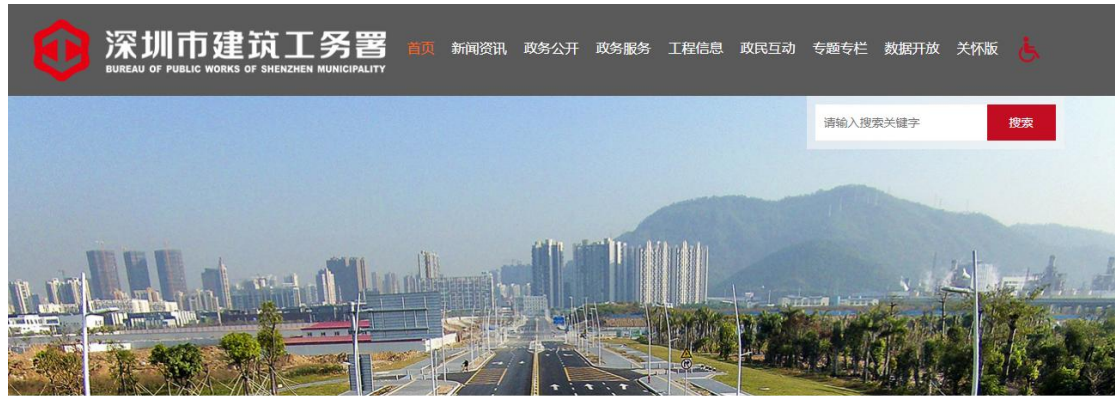 深圳市建筑工务署
BUREAU OF PUBLIC WORKS OF SHENZHEN MUNICIPALITY
首页 新闻资讯 政务公开 政务服务 工程信息 政民互动 专题专栏 数据开放 关怀版
请输入搜索关键字 搜索